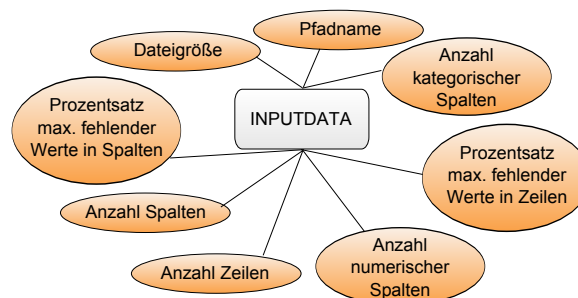 Pfadname
Dateigröße
Anzahl
kategorischer
Spalten
Prozentsatz
max. fehlender
Werte in Spalten
INPUTDATA
Prozentsatz
max. fehlender
Werte in Zeilen
Anzahl Spalten
Anzahl Zeilen
Anzahl
numerischer
Spalten